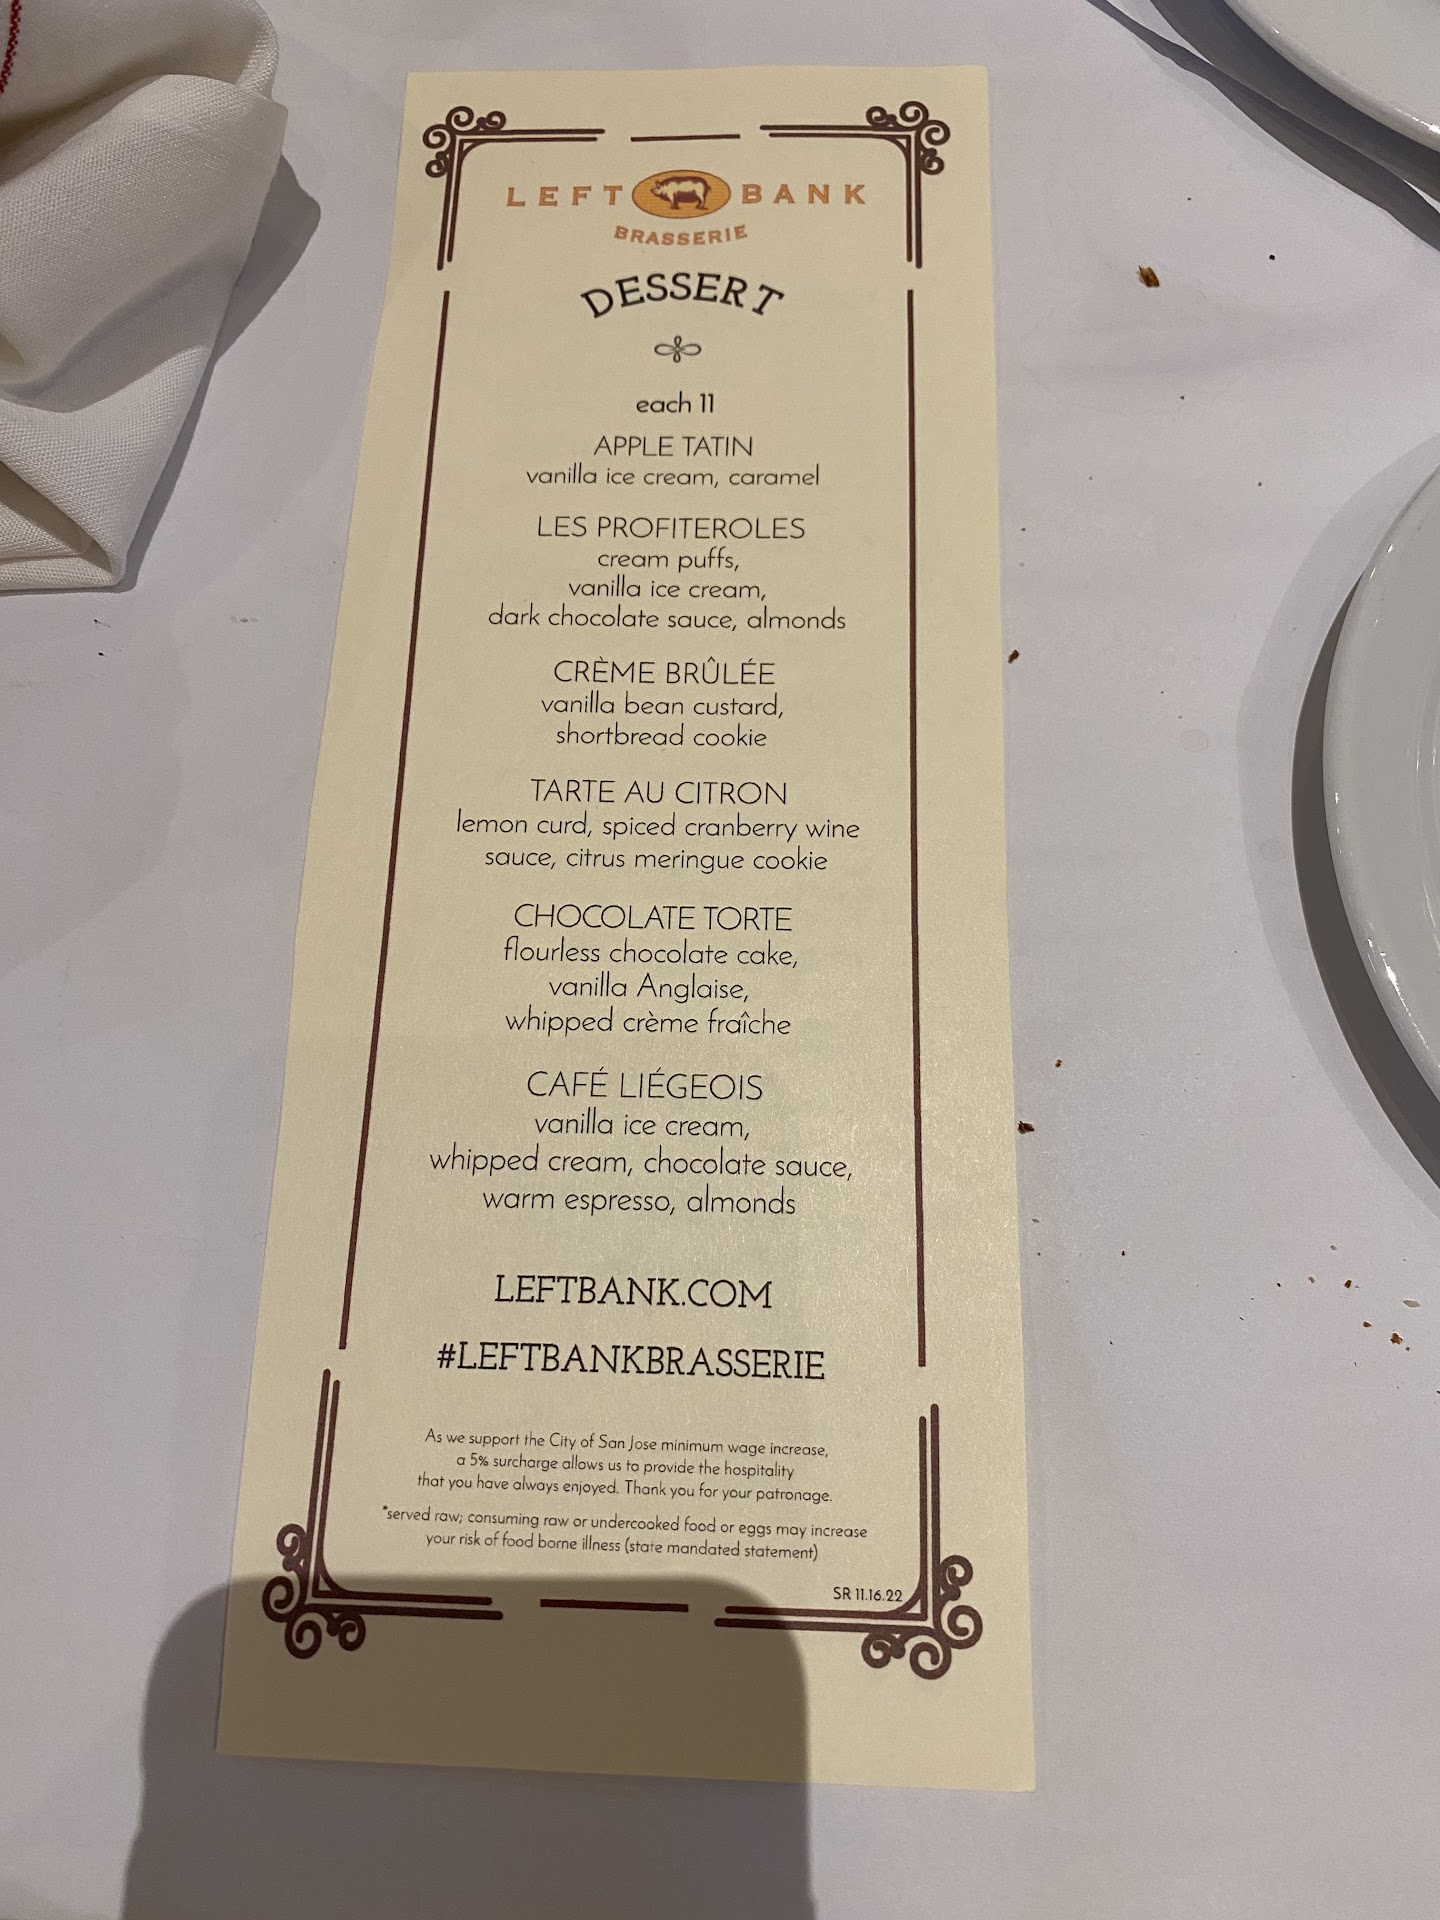 LEFT BANK
BRASSERIE
DESSERT
each 11
APPLE TATIN
vanilla ice cream, caramel
LES PROFITEROLES
cream puffs,
vanilla ice cream,
dark chocolate sauce, almonds
CRÈME BRÛLÉE
vanilla bean custard,
shortbread cookie
TARTE AU CITRON
lemon curd, spiced cranberry wine
sauce, citrus meringue cookie
CHOCOLATE TORTE
flourless chocolate cake,
vanilla Anglaise,
whipped crème fraîche
CAFÉ LIÉGEOIS
vanilla ice cream,
whipped cream, chocolate sauce,
warm espresso, almonds
LEFTBANK.COM
#LEFTBANKBRASSERIE
As we support the City of San Jose minimum wage increase,
a 5% surcharge allows us to provide the hospitality
that you have always enjoyed. Thank you for your patronage.
*served raw; consuming raw or undercooked food or eggs may increase
your risk of food borne illness (state mandated statement)
SR 11.16.22